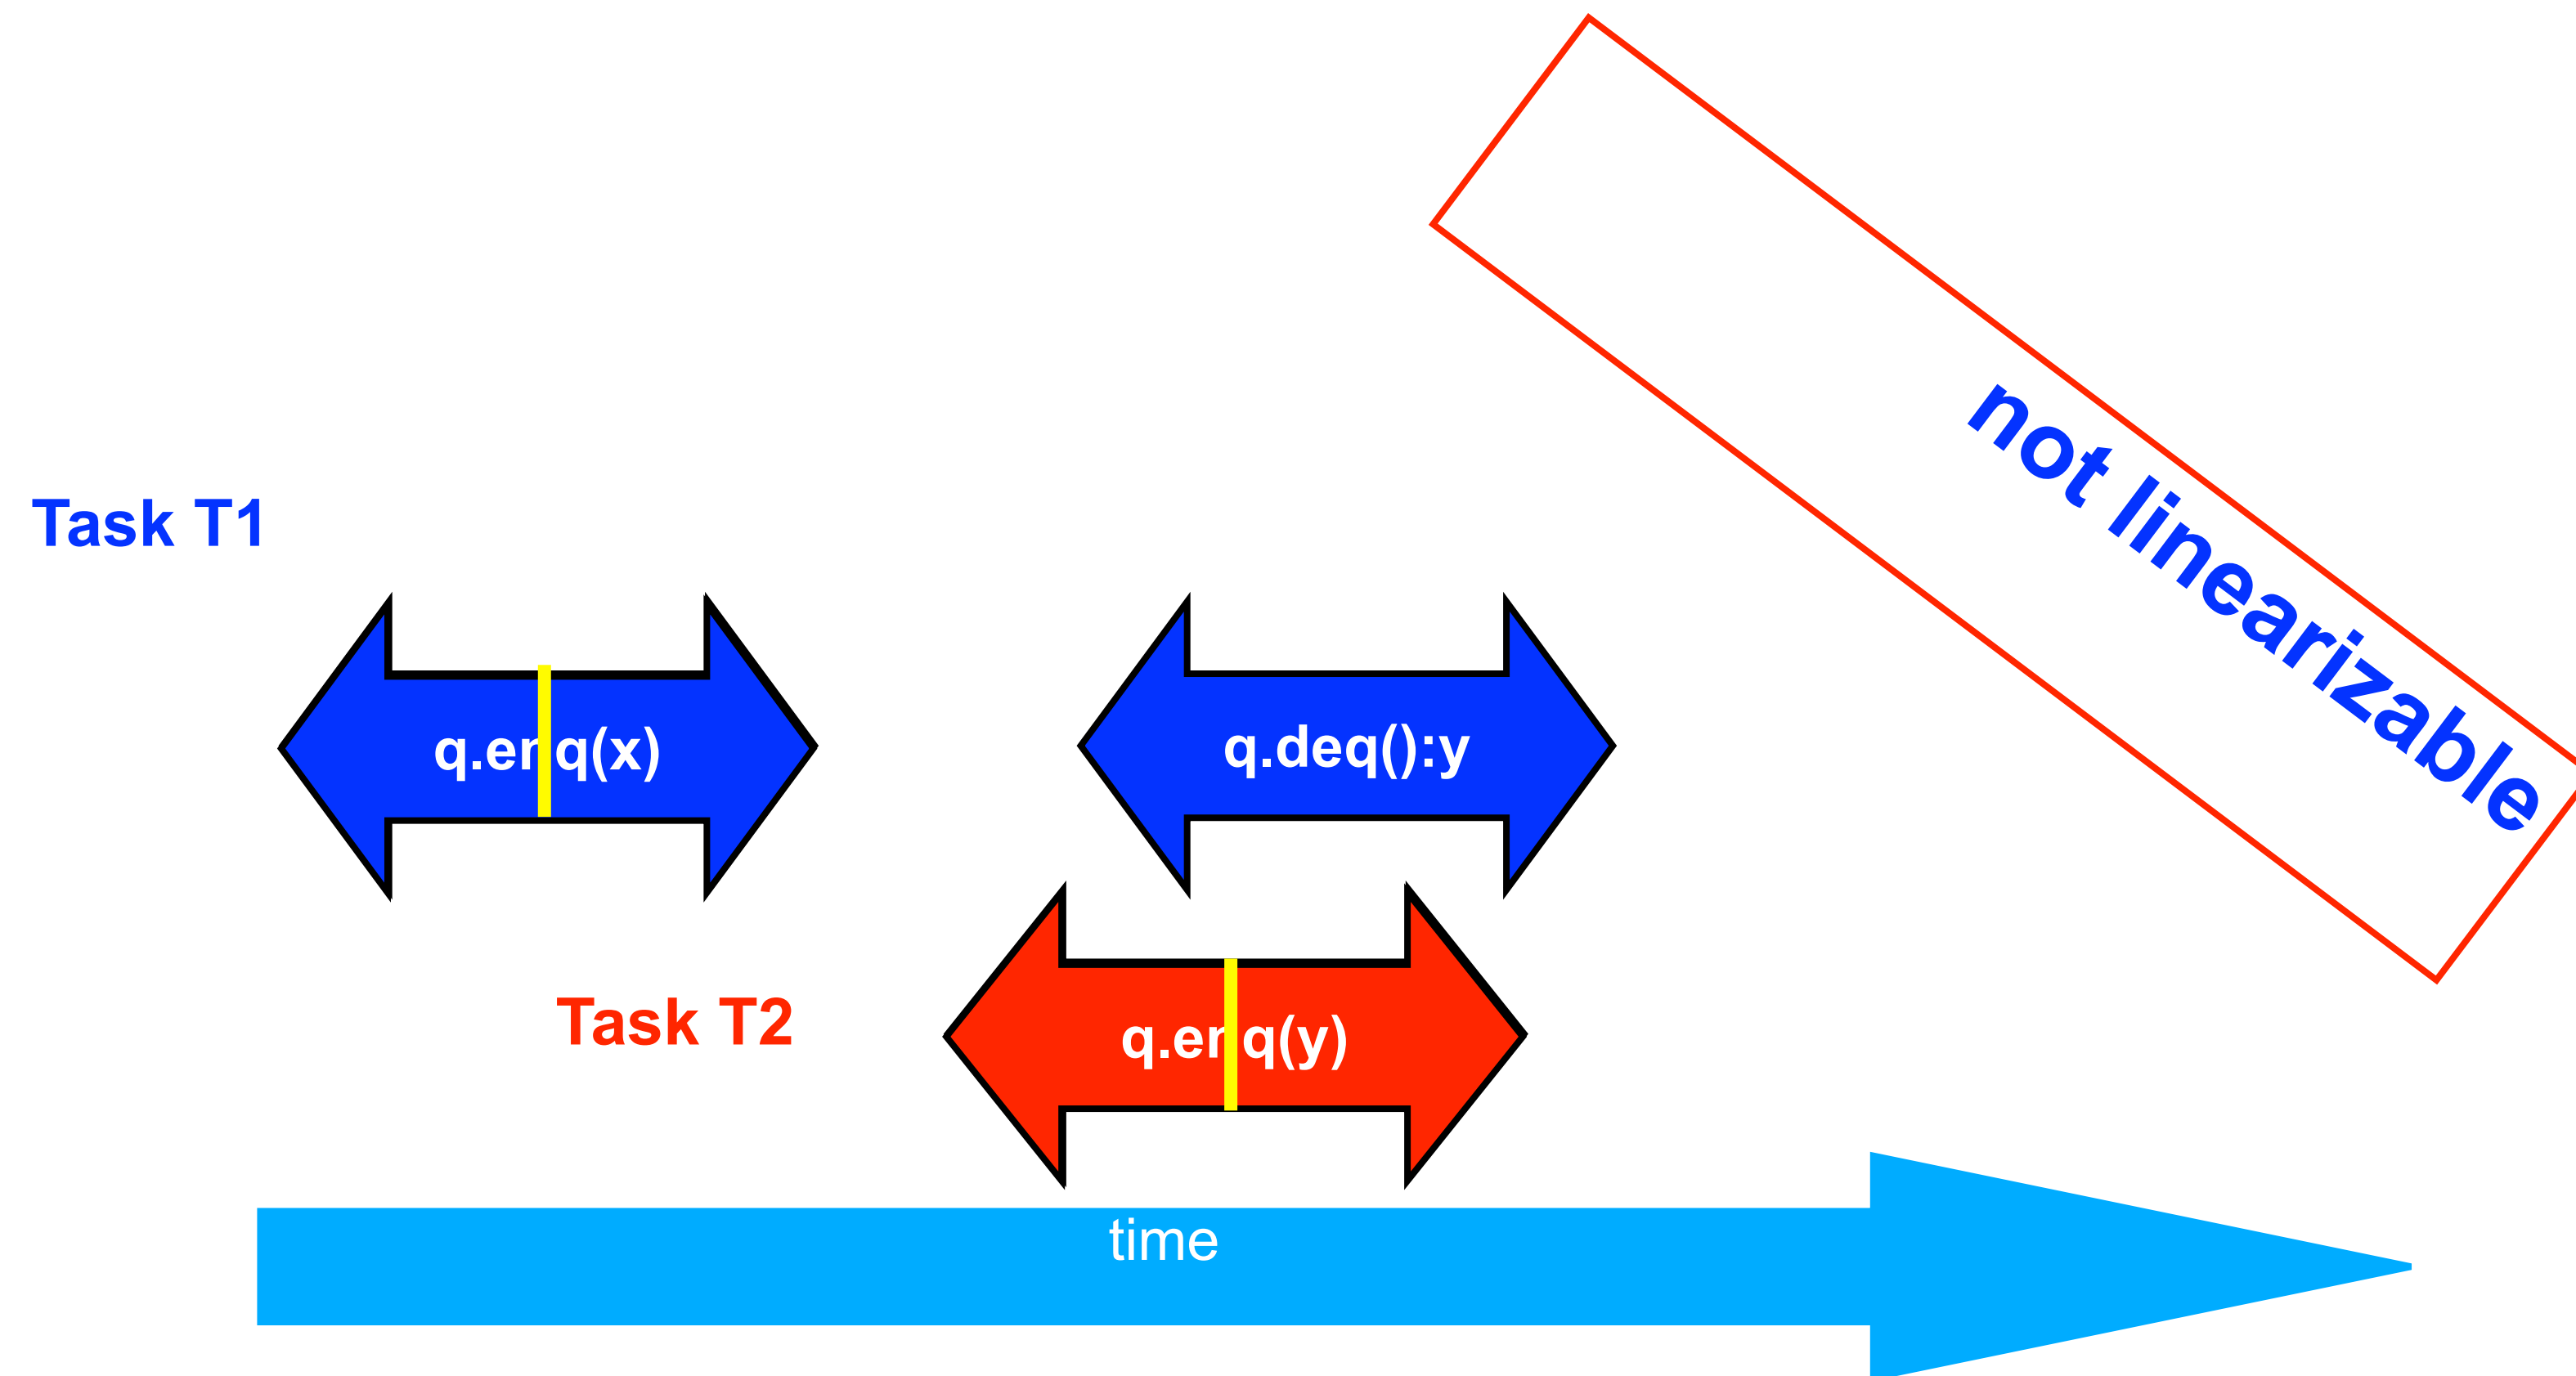 not linearizable
Task T1
q.enq(x)
q.deq():y
Task T2
q.enq(y)
time